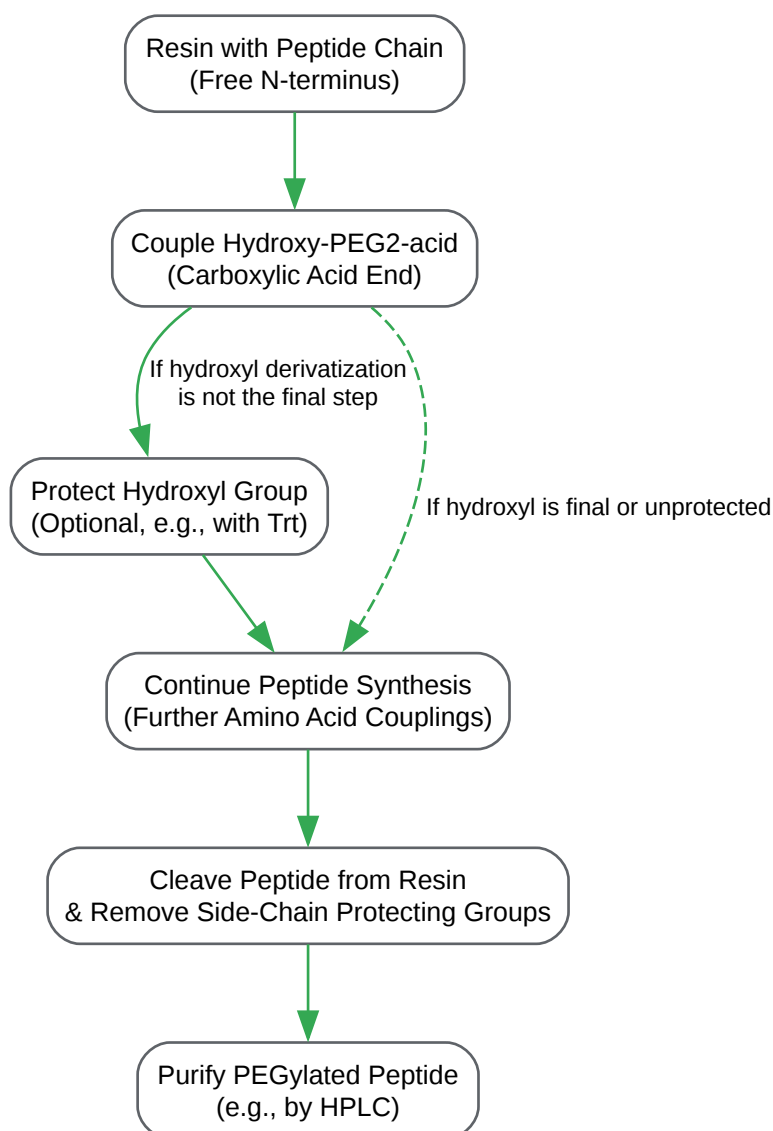 Resin with Peptide Chain
(Free N-terminus)
Couple Hydroxy-PEG2-acid
(Carboxylic Acid End)
If hydroxyl derivatization
is not the final step
Protect Hydroxyl Group
(Optional, e.g., with Trt)
If hydroxyl is final or unprotected
Continue Peptide Synthesis
(Further Amino Acid Couplings)
Cleave Peptide from Resin
& Remove Side-Chain Protecting Groups
Purify PEGylated Peptide
(e.g., by HPLC)